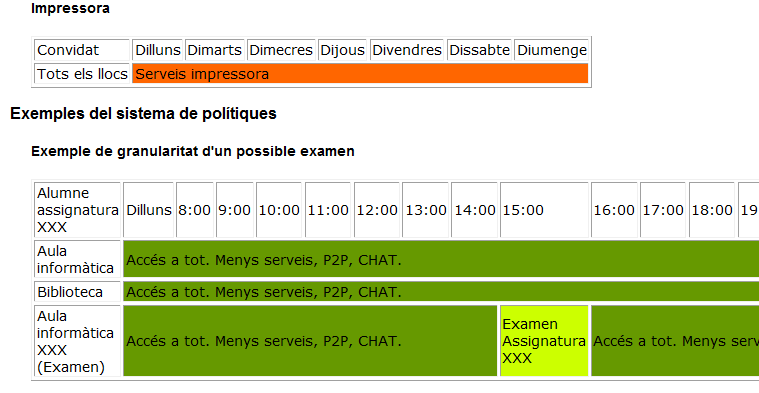 Impressora
Convidat Dilluns Dimarts Dimecres Dijous Divendres Dissabte Diumenge
Tots els llocs Serveis impressora
Exemples del sistema de polítiques
Exemple de granularitat d'un possible examen
Alumne
assignatura
XXX
Dilluns 8:00 9:00 10:00 11:00 12:00 13:00 14:00 15:00 16:00 17:00 18:00 19
Aula
informàtica
Accés a tot. Menys serveis, P2P, CHAT.
Biblioteca Accés a tot. Menys serveis, P2P, CHAT.
Aula
informàtica
XXX
(Examen)
Accés a tot. Menys serveis, P2P, CHAT.
Examen
Assignatura
XXX
Accés a tot. Menys serv